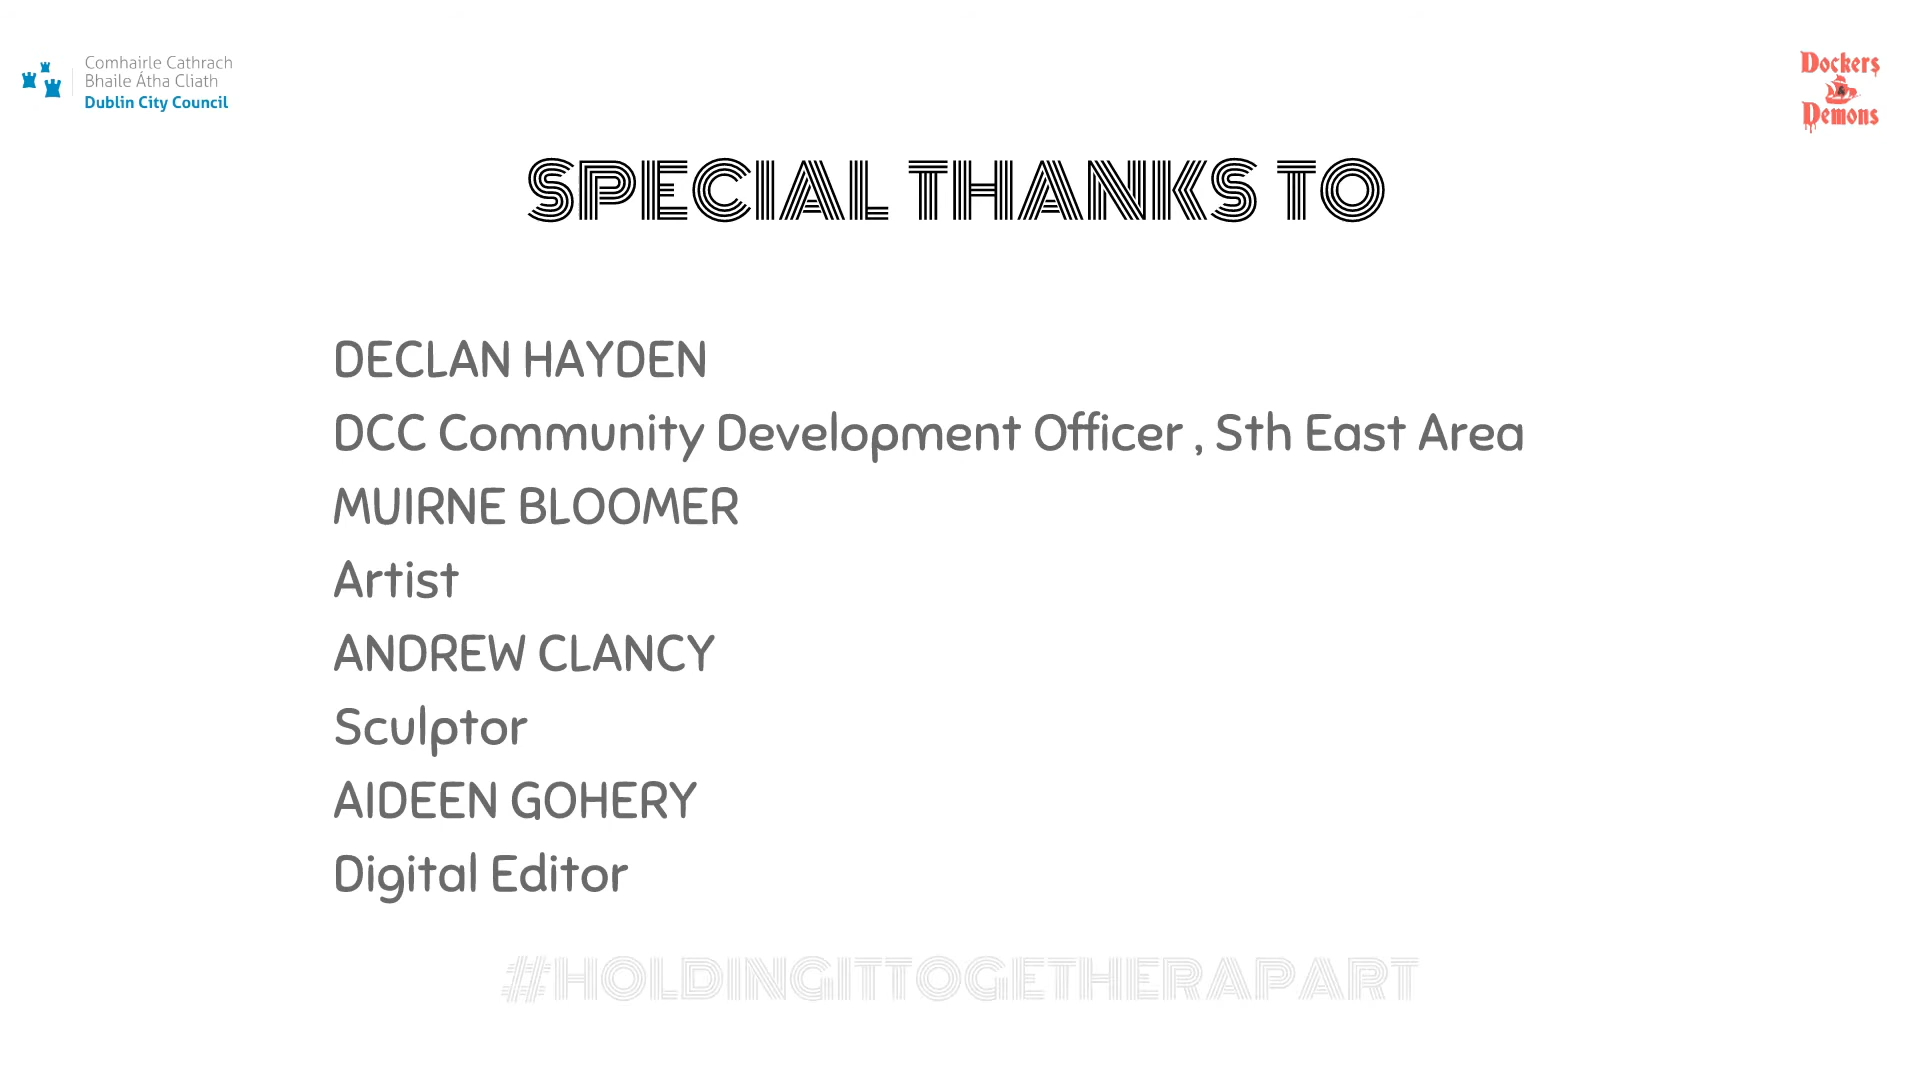 Comhairle Cathrach
Bhaile Átha Cliath
Dublin City Council
Dockers
&
Demons
SPECIAL THANKS TO
DECLAN HAYDEN
DCC Community Development Officer , Sth East Area
MUIRNE BLOOMER
Artist
ANDREW CLANCY
Sculptor
AIDEEN GOHERY
Digital Editor
#HOLDINGITTOGETHERAPART